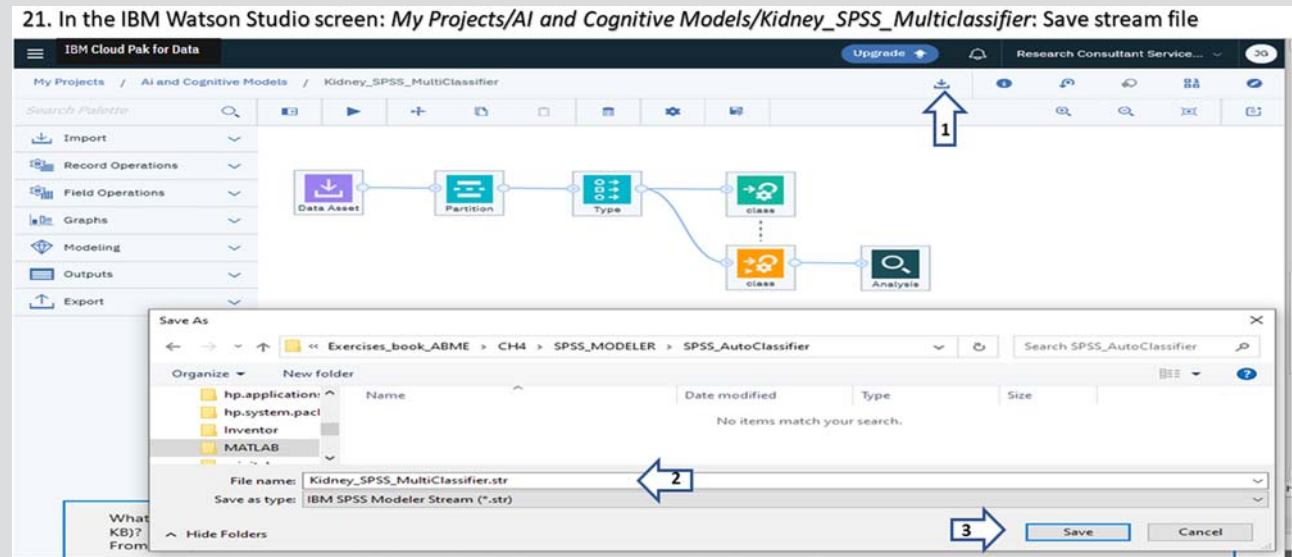 21. In the IBM Watson Studio screen: My Projects/AI and Cognitive Models/Kidney_SPSS_Multiclassifier: Save stream file
IBM Cloud Pak for Data
Upgrade
Research Consultant Service...
JG
My Projects / Ai and Cognitive Models / Kidney_SPSS_MultiClassifier
1
Search Palette
Import
Record Operations
Field Operations
Graphs
Modeling
Outputs
Export
Data Asset
Partition
Type
class
class
Analysis
Save As
« Exercises_book_ABME > CH4 > SPSS_MODELER > SPSS_AutoClassifier
Search SPSS_AutoClassifier
Organize
New folder
hp.application:
hp.system.pacl
Inventor
MATLAB
Name
Date modified
Type
Size
No items match your search.
File name: Kidney_SPSS_MultiClassifier.str
2
Save as type: IBM SPSS Modeler Stream (*.str)
Hide Folders
3
Save
Cancel
What
KB)?
From